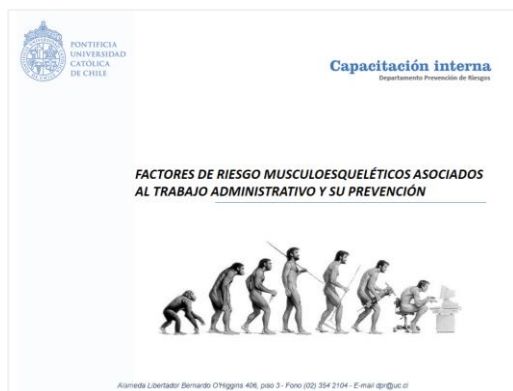 PONTIFICIA
UNIVERSIDAD
CATÓLICA
DE CHILE
Capacitación interna
Departamento Prevención de Riesgos
FACTORES DE RIESGO MUSCULOESQUELÉTICOS ASOCIADOS
AL TRABAJO ADMINISTRATIVO Y SU PREVENCIÓN
Alameda Libertador Bernardo O'Higgins 406, piso 3 - Fono (02) 354 2104 - E-mail dpr@uc.cl